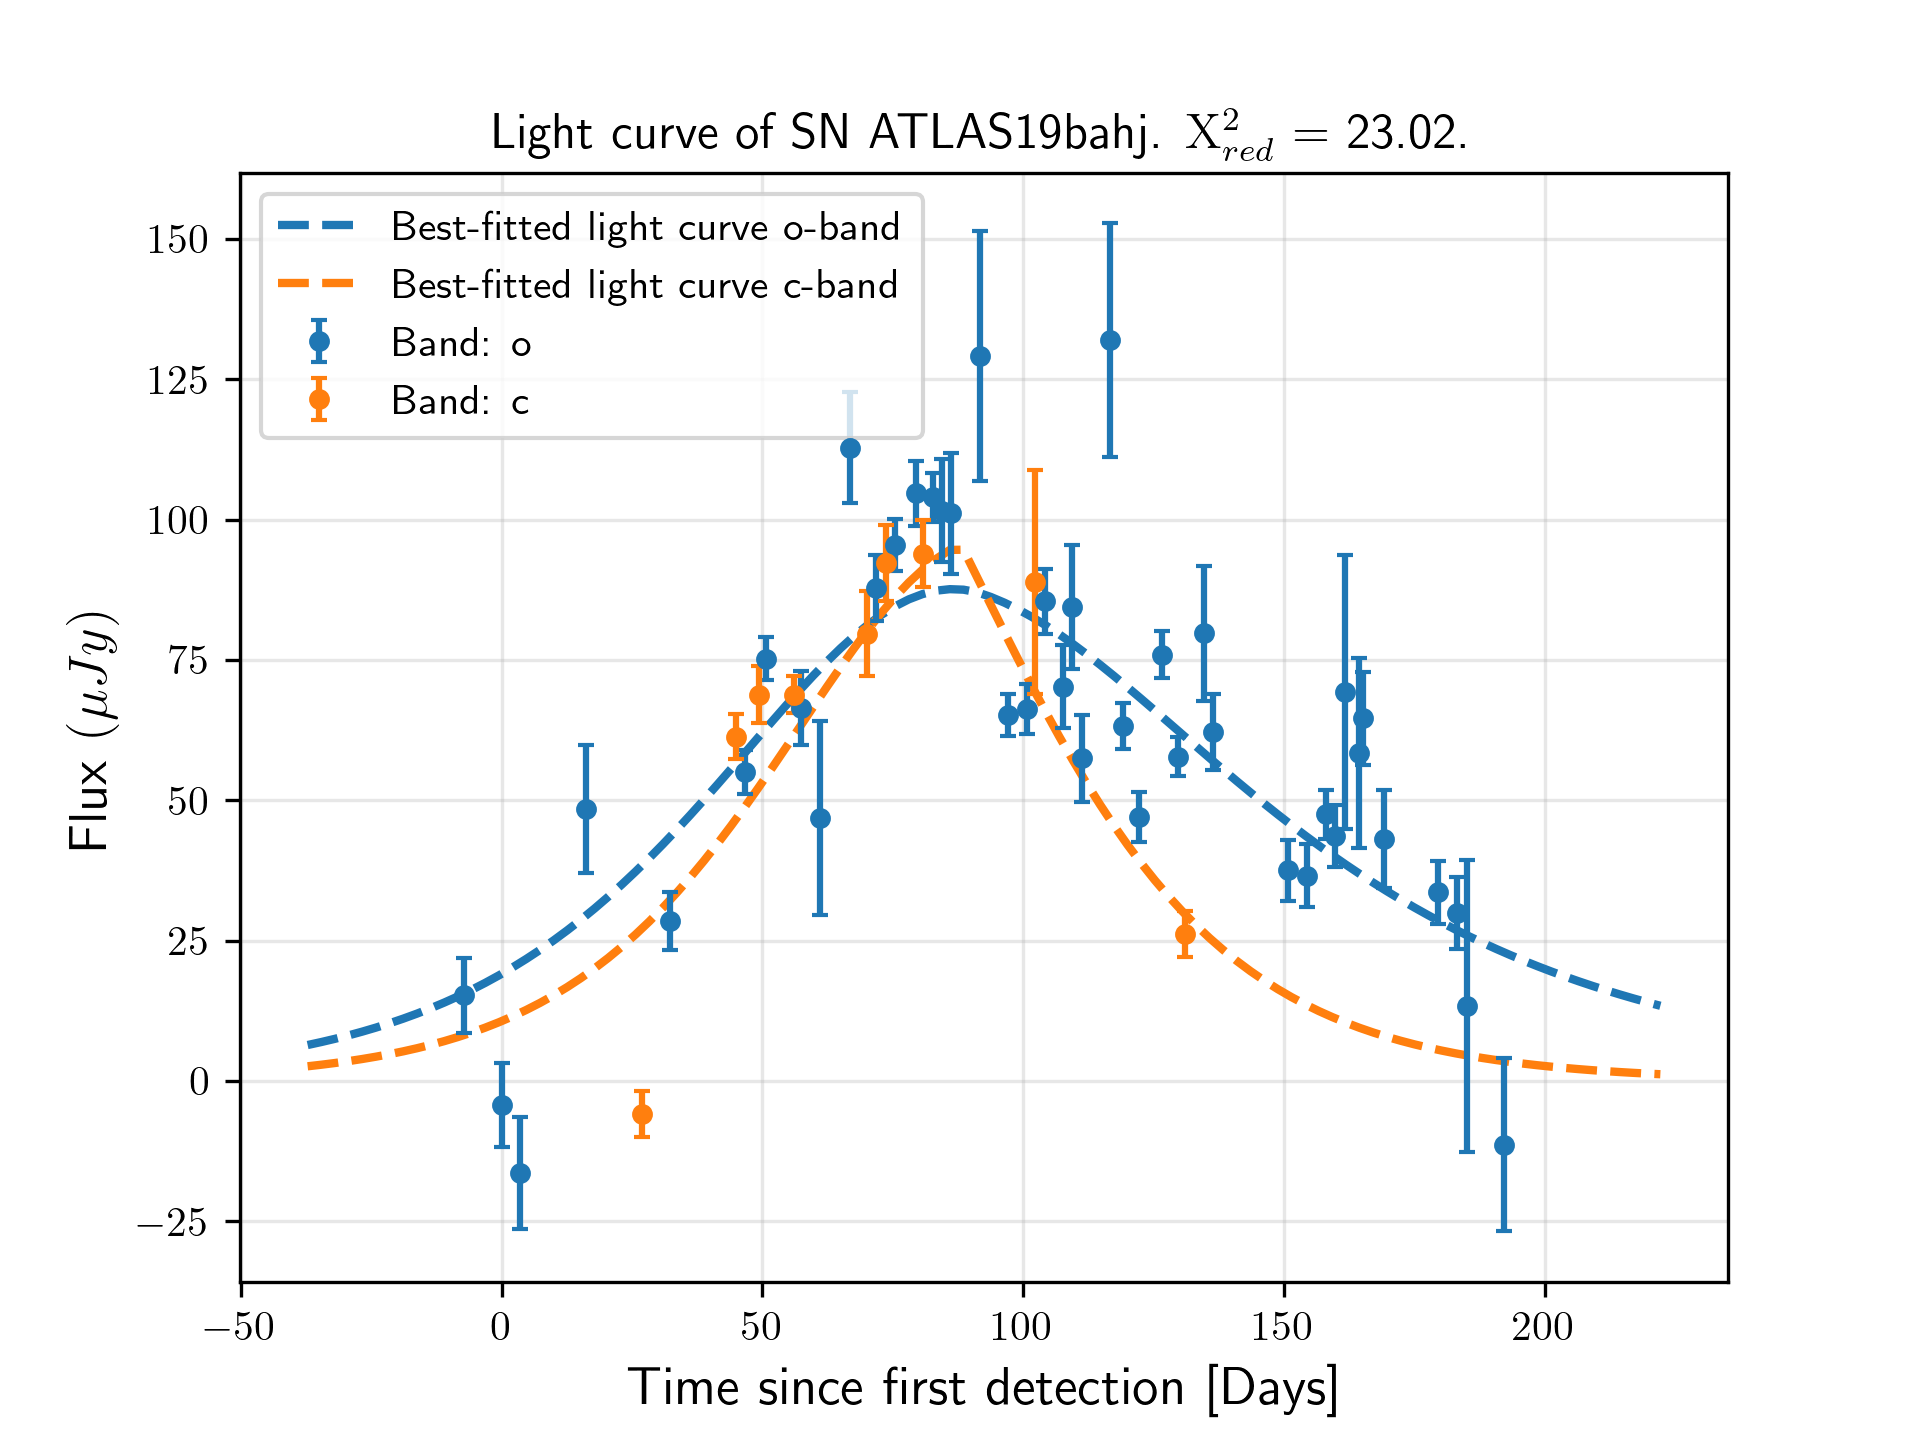 Light curve of SN ATLAS19bahj. X²_red = 23.02.
Best-fitted light curve o-band
Best-fitted light curve c-band
Band: o
Band: c
150
125
100
75
50
25
0
−25
Flux (μJy)
−50 0 50 100 150 200
Time since first detection [Days]